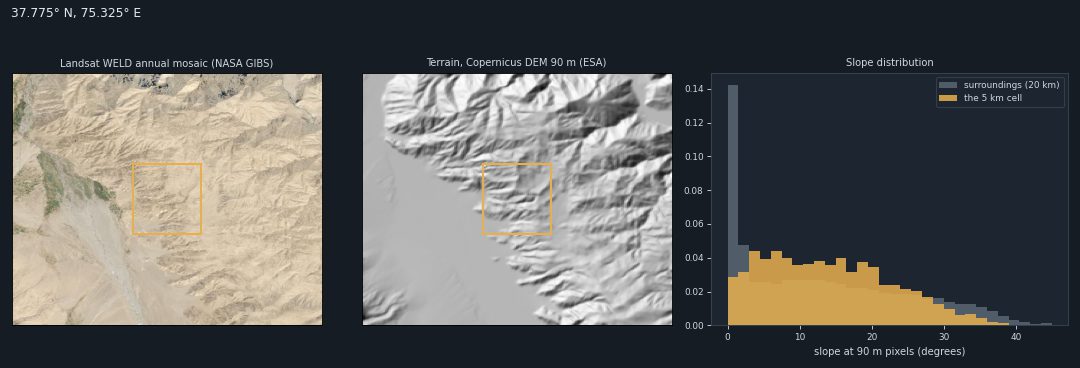 37.775° N, 75.325° E
Landsat WELD annual mosaic (NASA GIBS)
Terrain, Copernicus DEM 90 m (ESA)
Slope distribution
surroundings (20 km)
the 5 km cell
0.14
0.12
0.10
0.08
0.06
0.04
0.02
0.00
0 10 20 30 40
slope at 90 m pixels (degrees)